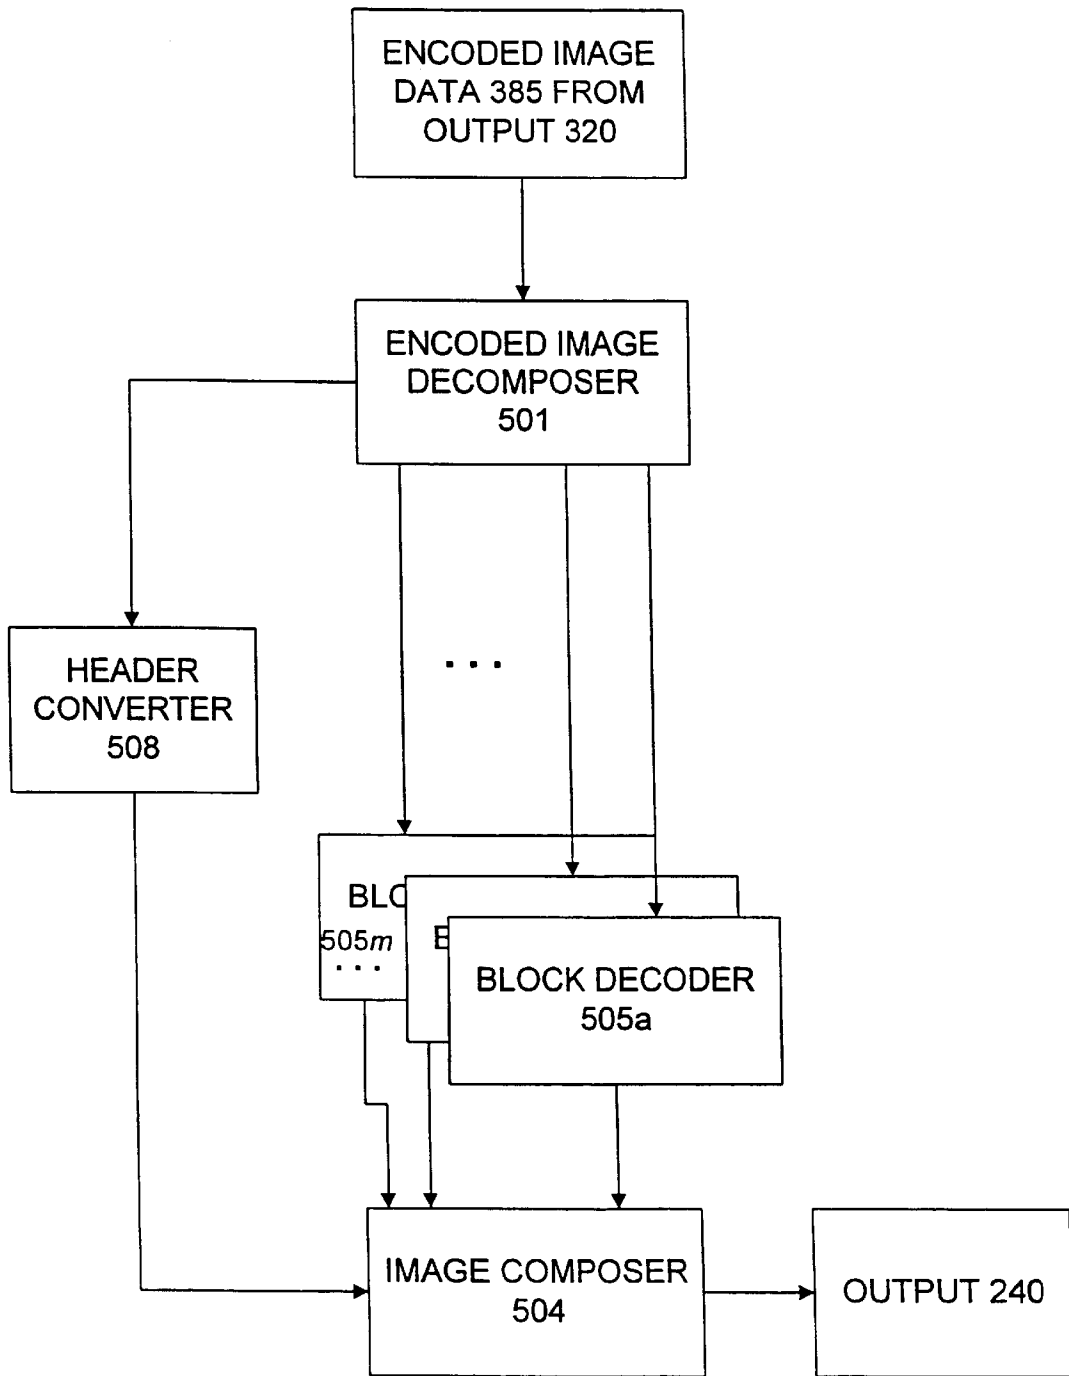 ENCODED IMAGE
DATA 385 FROM
OUTPUT 320
ENCODED IMAGE
DECOMPOSER
501
. . .
HEADER
CONVERTER
508
505m
. . .
BLOCK DECODER
505a
IMAGE COMPOSER
504
OUTPUT 240